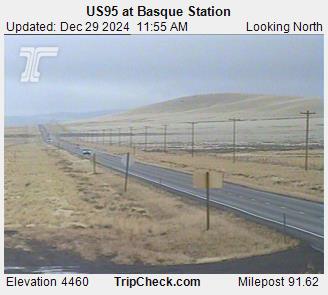 US95 at Basque Station
Updated: Dec 29 2024 11:55 AM Looking North
Elevation 4460 TripCheck.com Milepost 91.62